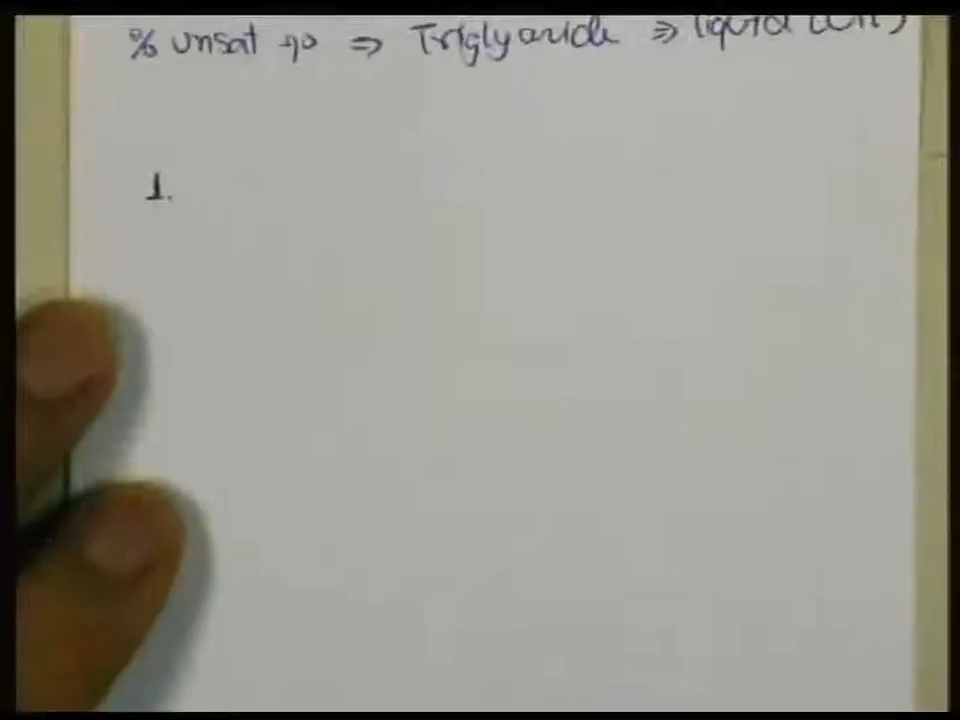 % unsat ⇒ Triglyceride ⇒ liquid
1.